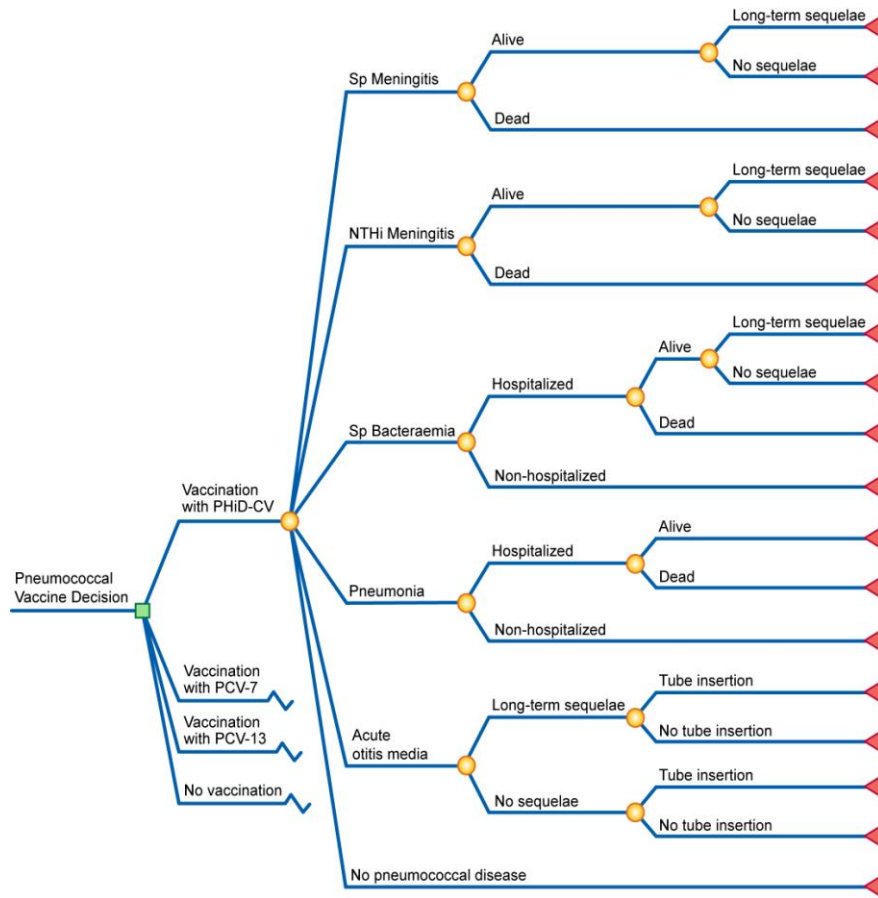 Long-term sequelae
Alive
No sequelae
Sp Meningitis
Dead
Long-term sequelae
Alive
No sequelae
NTHi Meningitis
Dead
Long-term sequelae
Alive
No sequelae
Hospitalized
Dead
Sp Bacteraemia
Non-hospitalized
Vaccination
with PHiD-CV
Alive
Hospitalized
Dead
Pneumococcal
Vaccine Decision
Pneumonia
Non-hospitalized
Vaccination
with PCV-7
Tube insertion
Long-term sequelae
No tube insertion
Vaccination
with PCV-13
Acute
otitis media
Tube insertion
No vaccination
No sequelae
No tube insertion
No pneumococcal disease